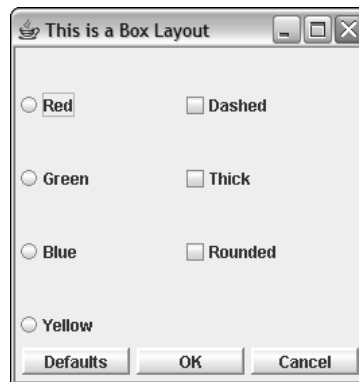 This is a Box Layout
Red Dashed
Green Thick
Blue Rounded
Yellow
Defaults OK Cancel